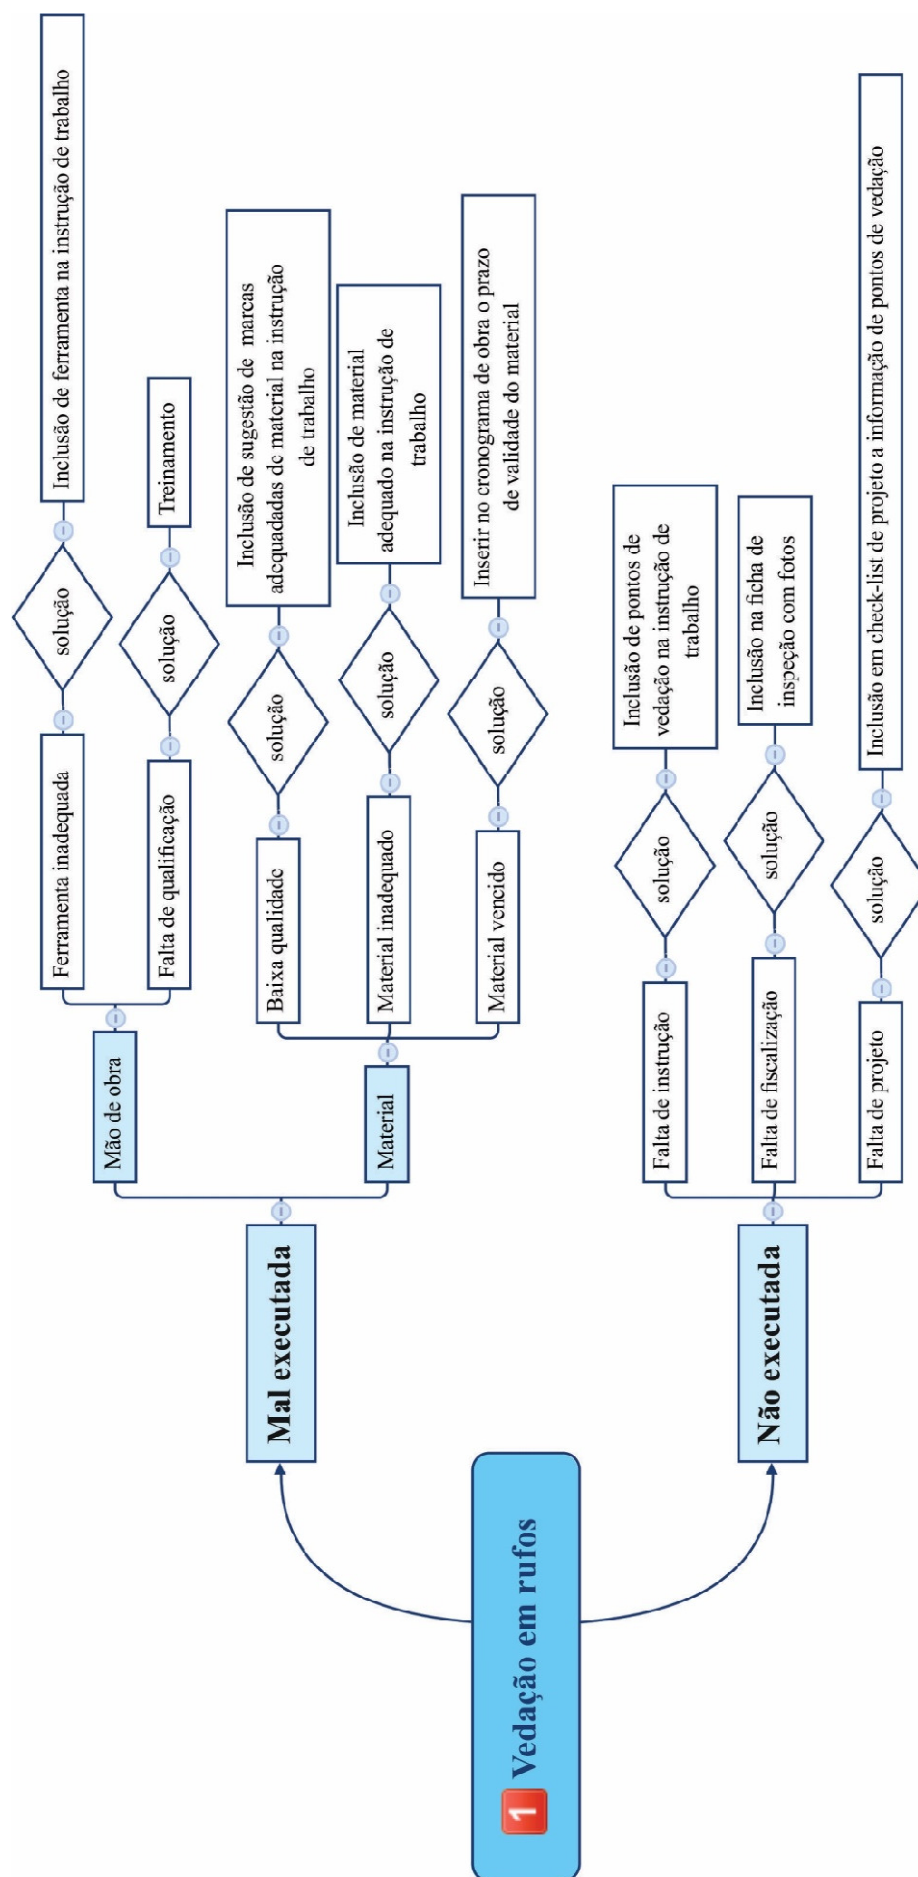 1 Vedação em rufos
Mal executada
Mão de obra
Ferramenta inadequada
solução
Inclusão de ferramenta na instrução de trabalho
Falta de qualificação
solução
Treinamento
Material
Baixa qualidade
solução
Inclusão de sugestão de marcas
adequadadas de material na instrução
de trabalho
Material inadequado
solução
Inclusão de material
adequado na instrução de
trabalho
Material vencido
solução
Inserir no cronograma de obra o prazo
de validade do material
Não executada
Falta de instrução
solução
Inclusão de pontos de
vedação na instrução de
trabalho
Falta de fiscalização
solução
Inclusão na ficha de
inspeção com fotos
Falta de projeto
solução
Inclusão em check-list de projeto a informação de pontos de vedação